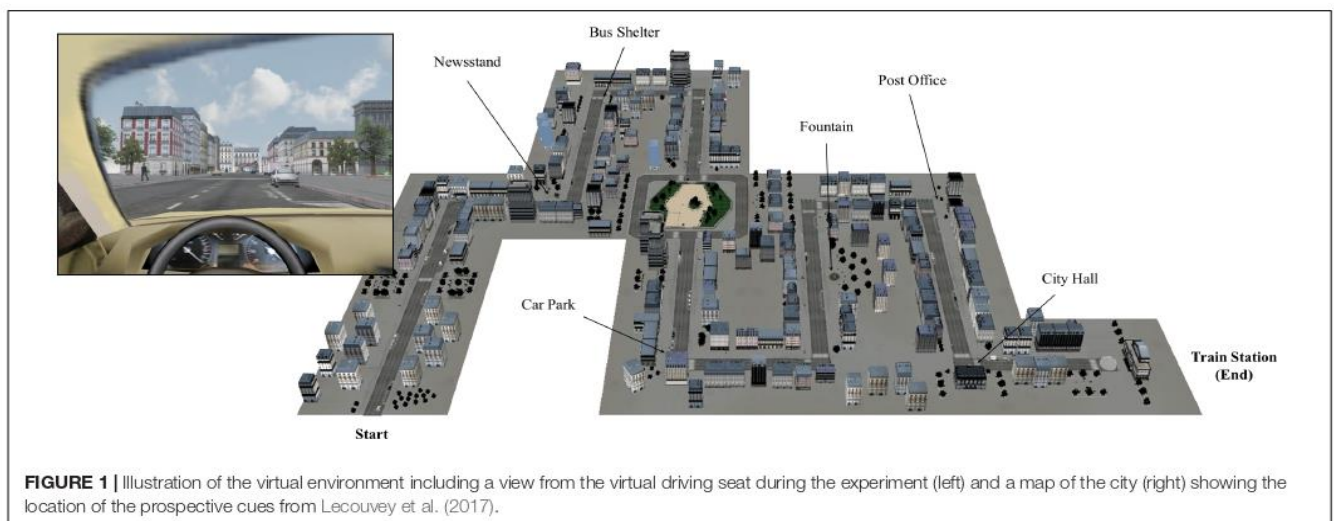 Bus Shelter
Newsstand
Post Office
Fountain
City Hall
Car Park
Train Station
(End)
Start
FIGURE 1 | Illustration of the virtual environment including a view from the virtual driving seat during the experiment (left) and a map of the city (right) showing the
location of the prospective cues from Lecouvey et al. (2017).